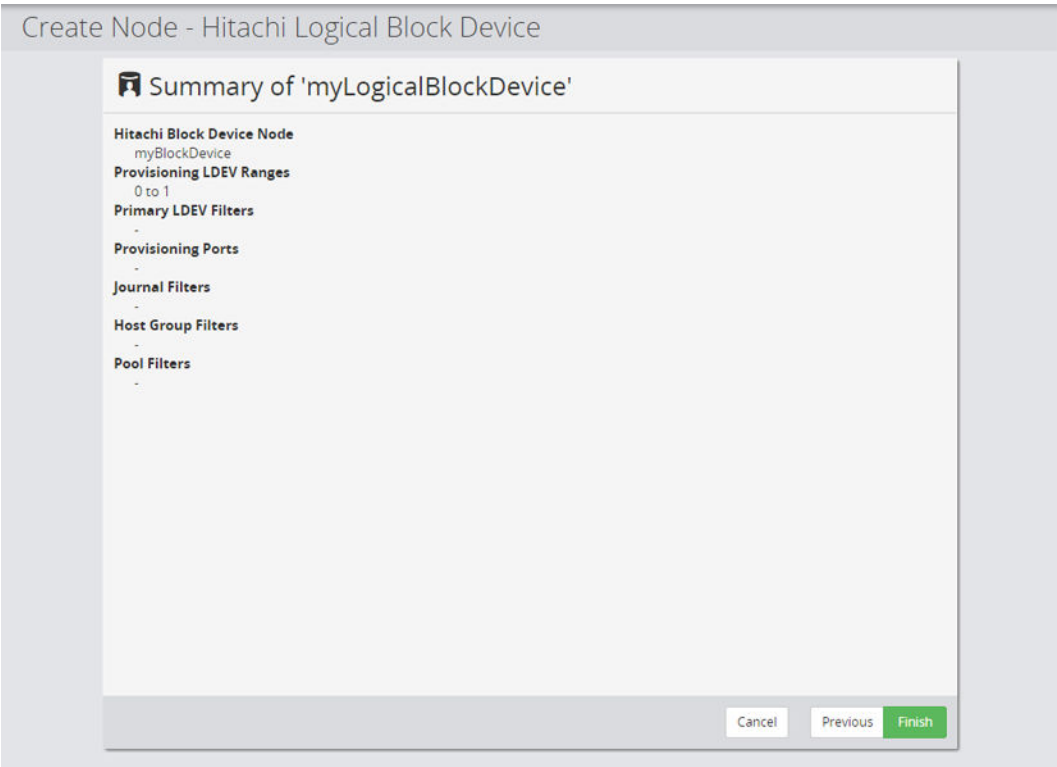 Create Node - Hitachi Logical Block Device
Summary of 'myLogicalBlockDevice'
Hitachi Block Device Node
myBlockDevice
Provisioning LDEV Ranges
0 to 1
Primary LDEV Filters
-
Provisioning Ports
-
Journal Filters
-
Host Group Filters
-
Pool Filters
-
Cancel Previous Finish